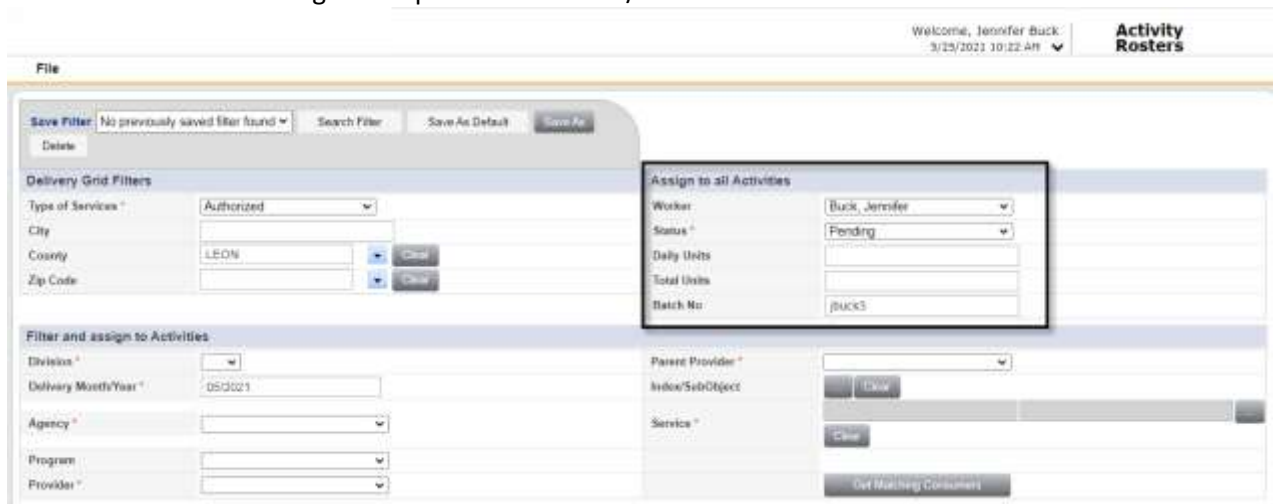 Welcome, Jennifer Buck
10:22 AM
Activity
Rosters
File
Save Filter No previously saved filter found Search Filter Save As Default Save As
Delete
Delivery Grid Filters
Assign to all Activities
Type of Services * Authorized
Worker Buck, Jennifer
City
Status * Pending
County LEON Clear
Daily Units
Zip Code Clear
Total Units
Batch No jbuck5
Filter and assign to Activities
Division *
Parent Provider *
Delivery Month/Year * 05/2021
Index/SubObject Clear
Agency *
Service *
Clear
Program
Provider *
Get Matching Consumers